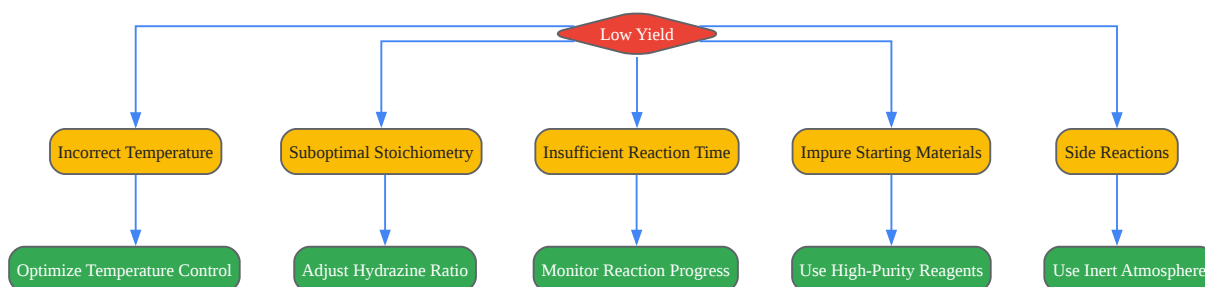 Low Yield
Incorrect Temperature
Suboptimal Stoichiometry
Insufficient Reaction Time
Impure Starting Materials
Side Reactions
Optimize Temperature Control
Adjust Hydrazine Ratio
Monitor Reaction Progress
Use High-Purity Reagents
Use Inert Atmosphere